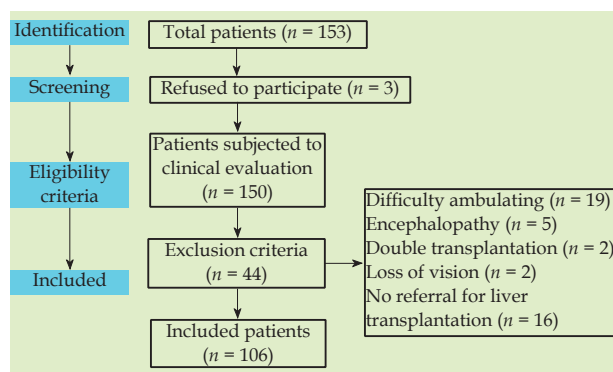 Identification
Total patients (n = 153)
Screening
Refused to participate (n = 3)
Patients subjected to
clinical evaluation
(n = 150)
Eligibility
criteria
Difficulty ambulating (n = 19)
Encephalopathy (n = 5)
Double transplantation (n = 2)
Loss of vision (n = 2)
No referral for liver
transplantation (n = 16)
Exclusion criteria
(n = 44)
Included
Included patients
(n = 106)